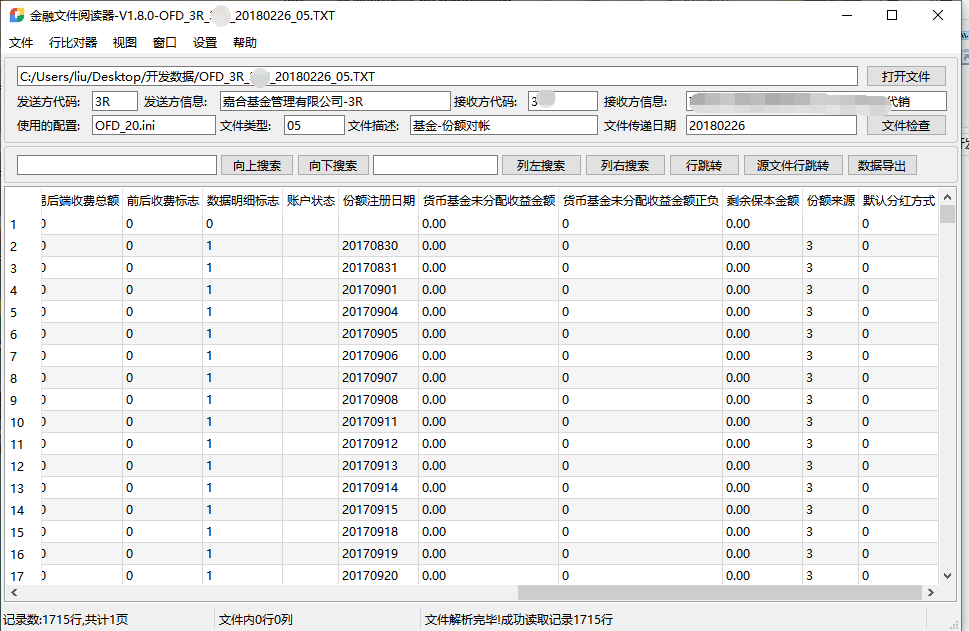 金融文件阅读器-V1.8.0-OFD_3R_3 _20180226_05.TXT
文件 行比对器 视图 窗口 设置 帮助
C:/Users/liu/Desktop/开发数据/OFD_3R_ _20180226_05.TXT 打开文件
发送方代码: 3R 发送方信息: 嘉合基金管理有限公司-3R 接收方代码: 3 接收方信息: 代销
使用的配置: OFD_20.ini 文件类型: 05 文件描述: 基金-份额对帐 文件传递日期 20180226 文件检查
向上搜索 向下搜索 列左搜索 列右搜索 行跳转 源文件行跳转 数据导出
后端收费总额 前后收费标志 数据明细标志 账户状态 份额注册日期 货币基金未分配收益金额 货币基金未分配收益金额正负 剩余保本金额 份额来源 默认分红方式
1 0 0 0 0.00 0 0.00 0
2 0 0 1 20170830 0.00 0 0.00 3 0
3 0 0 1 20170831 0.00 0 0.00 3 0
4 0 0 1 20170901 0.00 0 0.00 3 0
5 0 0 1 20170904 0.00 0 0.00 3 0
6 0 0 1 20170905 0.00 0 0.00 3 0
7 0 0 1 20170906 0.00 0 0.00 3 0
8 0 0 1 20170907 0.00 0 0.00 3 0
9 0 0 1 20170908 0.00 0 0.00 3 0
10 0 0 1 20170911 0.00 0 0.00 3 0
11 0 0 1 20170912 0.00 0 0.00 3 0
12 0 0 1 20170913 0.00 0 0.00 3 0
13 0 0 1 20170914 0.00 0 0.00 3 0
14 0 0 1 20170915 0.00 0 0.00 3 0
15 0 0 1 20170918 0.00 0 0.00 3 0
16 0 0 1 20170919 0.00 0 0.00 3 0
17 0 0 1 20170920 0.00 0 0.00 3 0
记录数:1715行,共计1页 文件内0行0列 文件解析完毕!成功读取记录1715行